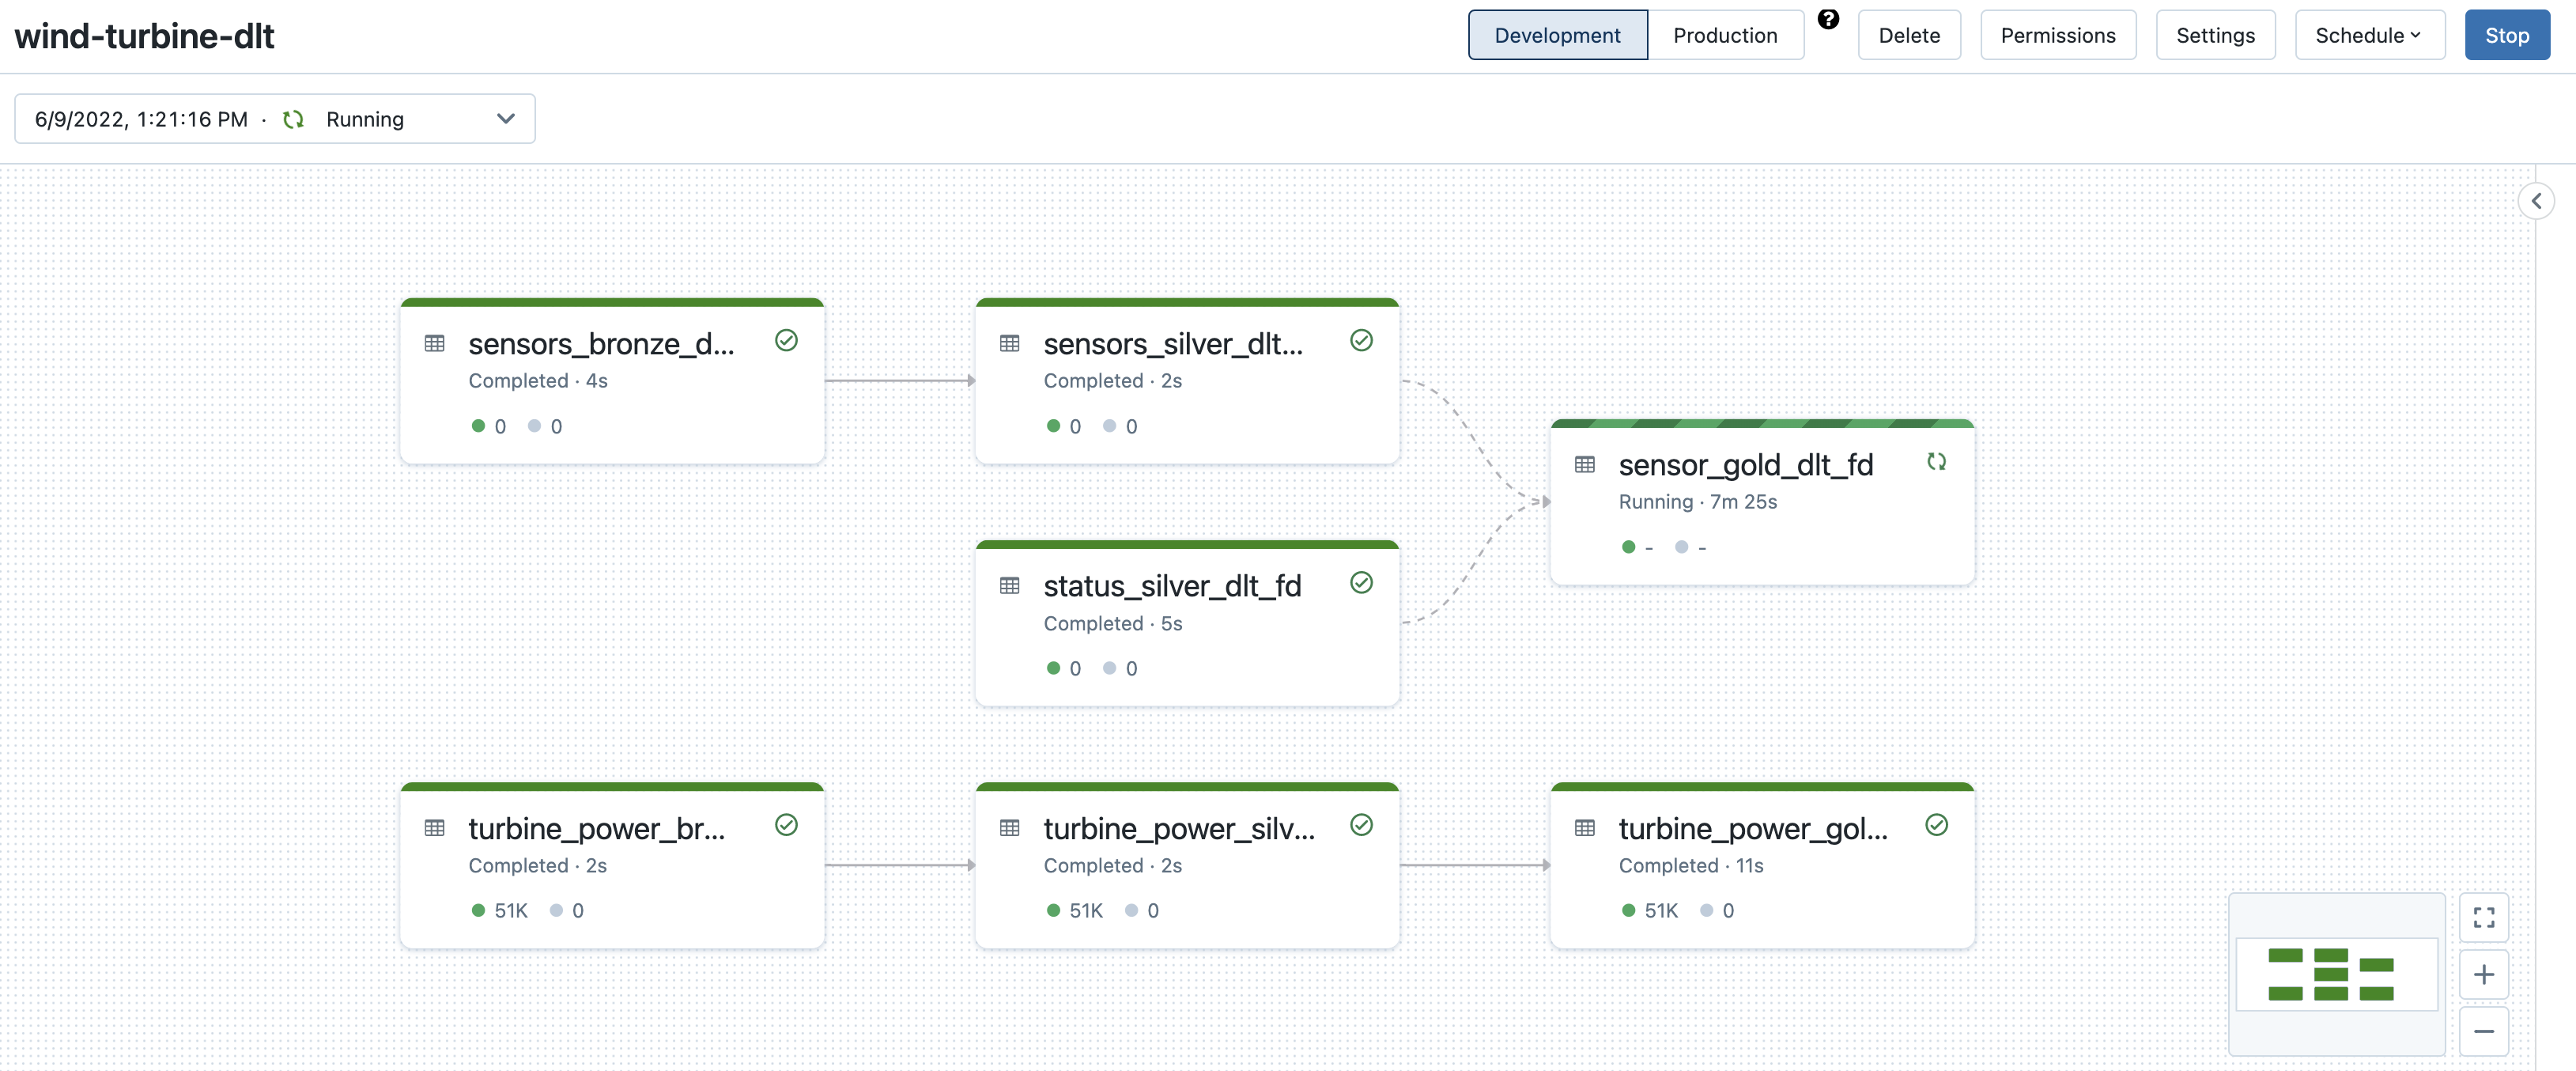 wind-turbine-dlt
Development
Production
?
Delete
Permissions
Settings
Schedule
Stop
6/9/2022, 1:21:16 PM · Running
sensors_bronze_d...
Completed · 4s
0 0
sensors_silver_dlt...
Completed · 2s
0 0
sensor_gold_dlt_fd
Running · 7m 25s
- -
status_silver_dlt_fd
Completed · 5s
0 0
turbine_power_br...
Completed · 2s
51K 0
turbine_power_silv...
Completed · 2s
51K 0
turbine_power_gol...
Completed · 11s
51K 0